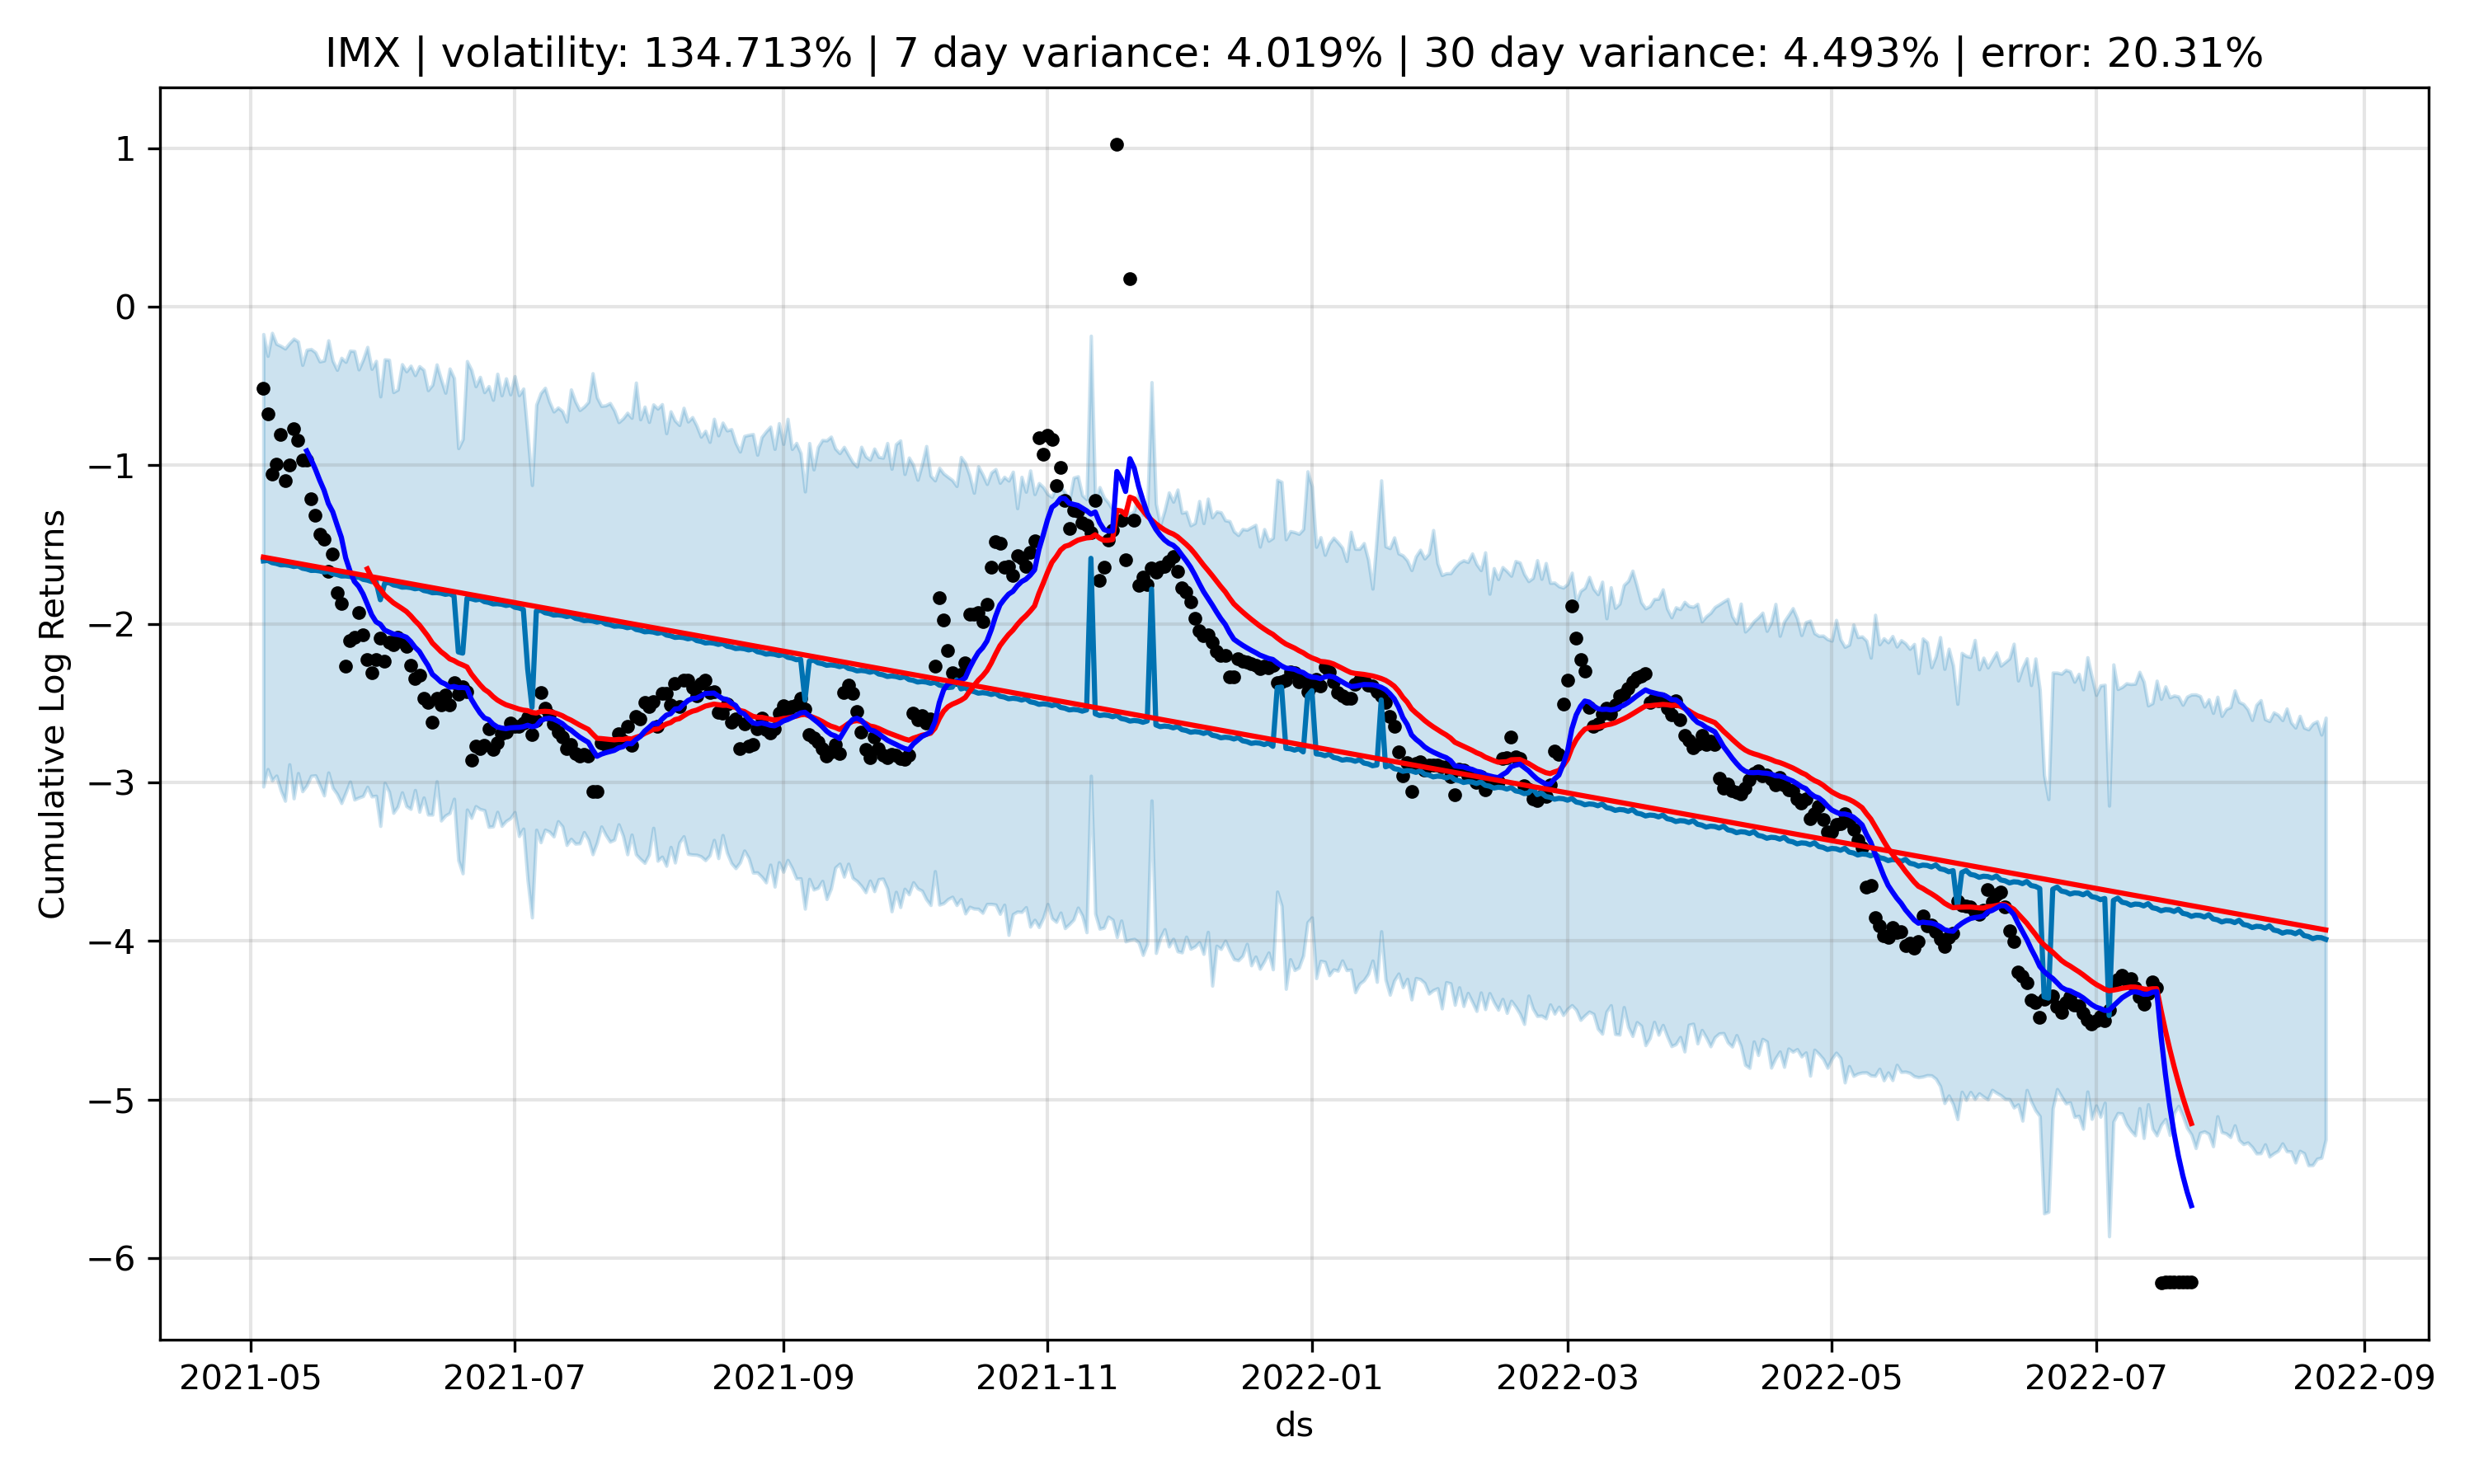 IMX | volatility: 134.713% | 7 day variance: 4.019% | 30 day variance: 4.493% | error: 20.31%
Cumulative Log Returns
1
0
−1
−2
−3
−4
−5
−6
2021-05 2021-07 2021-09 2021-11 2022-01 2022-03 2022-05 2022-07 2022-09
ds